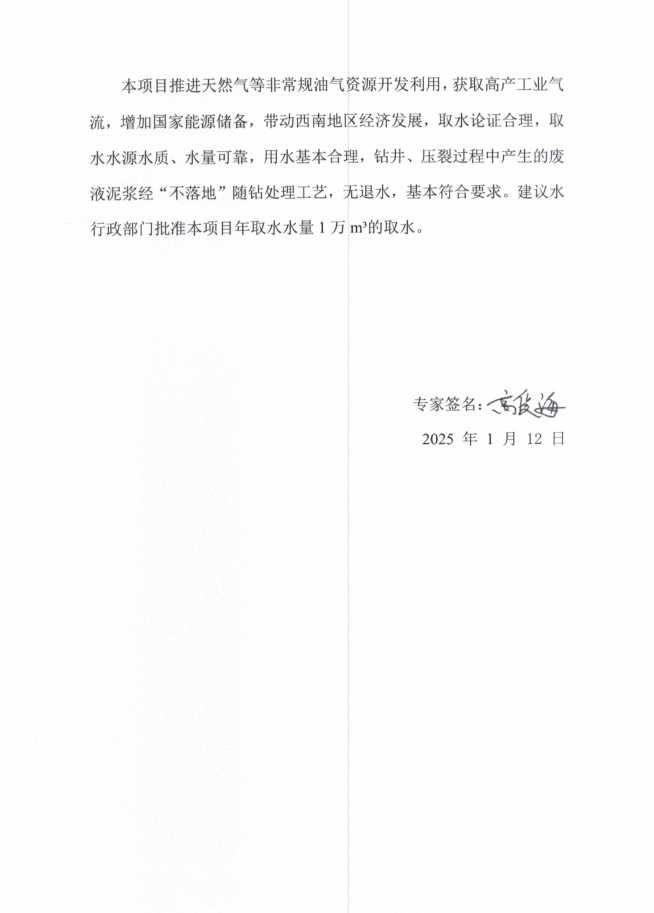 本项目推进天然气等非常规油气资源开发利用，获取高产工业气
流，增加国家能源储备，带动西南地区经济发展，取水论证合理，取
水水源水质、水量可靠，用水基本合理，钻井、压裂过程中产生的废
液泥浆经“不落地”随钻处理工艺，无退水，基本符合要求。建议水
行政部门批准本项目年取水水量 1 万 m³的取水。
专家签名：高俊海
2025 年 1 月 12 日